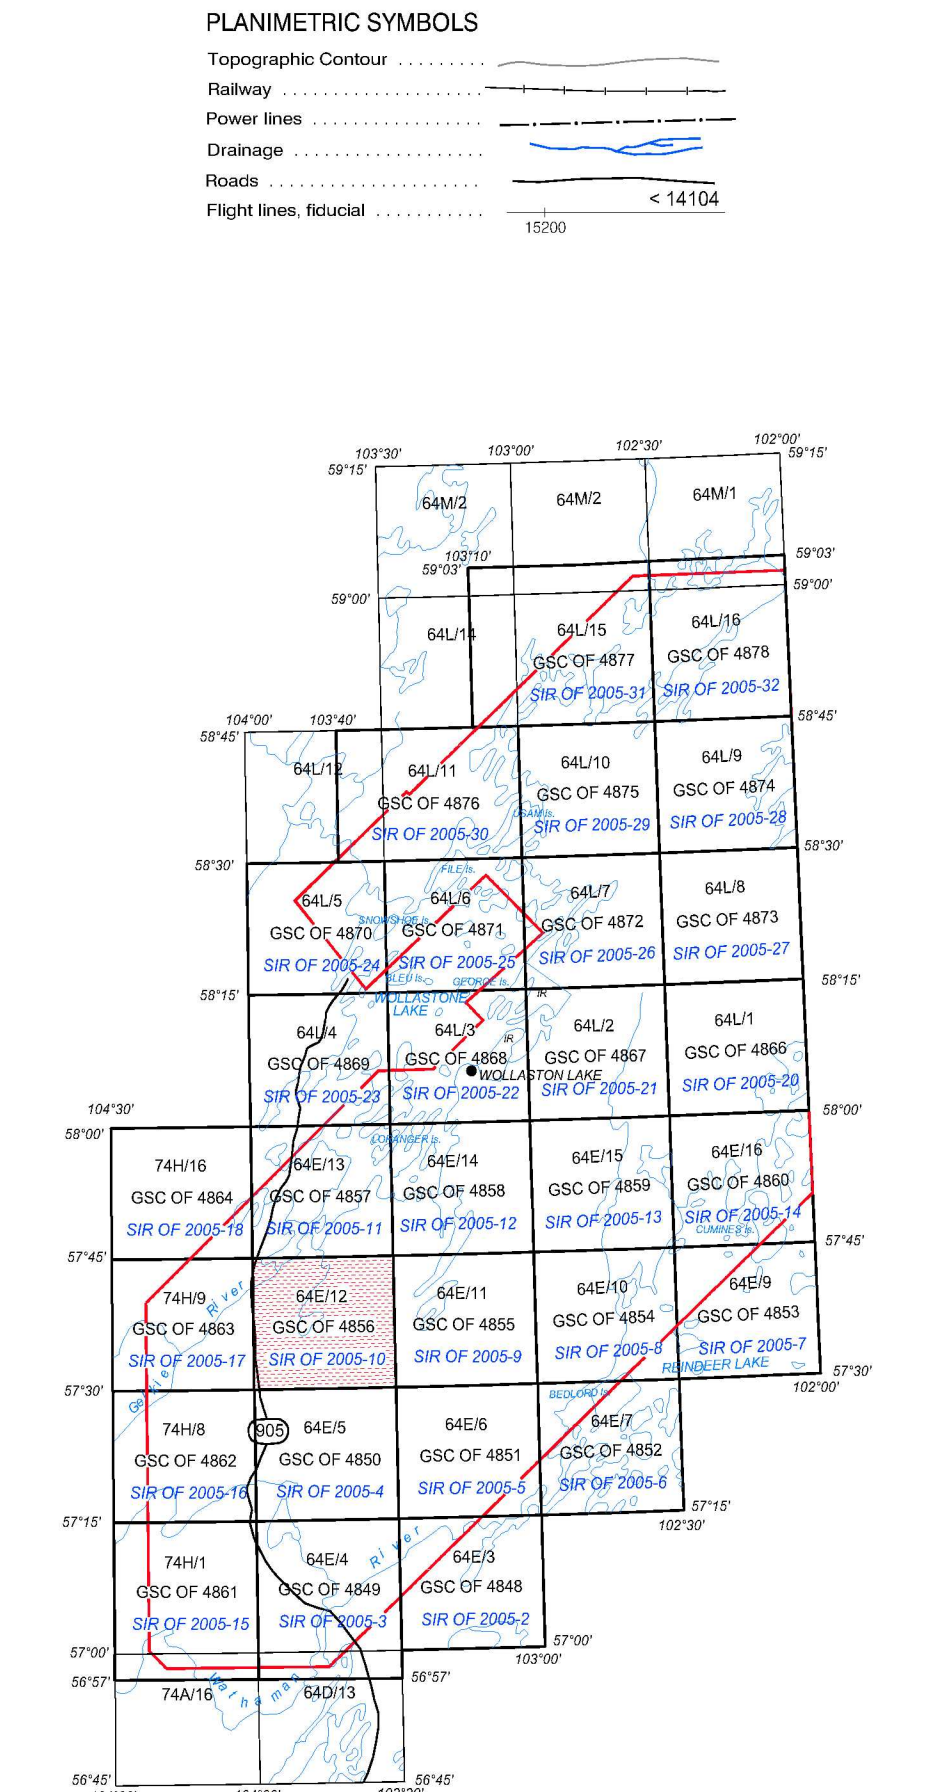 PLANIMETRIC SYMBOLS
Topographic Contour .........
Railway ....................
Power lines .................
Drainage ...................
Roads .....................
< 14104
Flight lines, fiducial ...........
15200
103°30' 103°00' 102°30' 102°00'
59°15' 59°15'
64M/2 64M/2 64M/1
103°10'
59°03' 59°03'
59°00' 59°00'
64L/14 64L/15 64L/16
GSC OF 4877 GSC OF 4878
SIR OF 2005-31 SIR OF 2005-32
104°00' 103°40'
58°45' 58°45'
64L/12 64L/11 64L/10 64L/9
GSC OF 4876 GSC OF 4875 GSC OF 4874
USAM Is.
SIR OF 2005-30 SIR OF 2005-29 SIR OF 2005-28
58°30' 58°30'
FILE Is.
64L/5 64L/6 64L/7 64L/8
SNOWSHOE Is.
GSC OF 4870 GSC OF 4871 GSC OF 4872 GSC OF 4873
SIR OF 2005-24 SIR OF 2005-25 SIR OF 2005-26 SIR OF 2005-27
BLEU Is. GEORGE Is.
58°15' 58°15'
WOLLASTONE IR
LAKE
64L/4 64L/3 64L/2 64L/1
IR
GSC OF 4869 GSC OF 4868 GSC OF 4867 GSC OF 4866
WOLLASTON LAKE
SIR OF 2005-23 SIR OF 2005-22 SIR OF 2005-21 SIR OF 2005-20
104°30'
58°00' 58°00'
LORANGER Is.
74H/16 64E/13 64E/14 64E/15 64E/16
GSC OF 4864 GSC OF 4857 GSC OF 4858 GSC OF 4859 GSC OF 4860
SIR OF 2005-18 SIR OF 2005-11 SIR OF 2005-12 SIR OF 2005-13 SIR OF 2005-14
CUMINES Is.
57°45' 57°45'
74H/9 64E/12 64E/11 64E/10 64E/9
River
GSC OF 4863 GSC OF 4856 GSC OF 4855 GSC OF 4854 GSC OF 4853
SIR OF 2005-17 SIR OF 2005-10 SIR OF 2005-9 SIR OF 2005-8 SIR OF 2005-7
REINDEER LAKE
Geikie
57°30' 57°30'
102°00'
BEDLORD Is.
74H/8 905 64E/5 64E/6 64E/7
GSC OF 4862 GSC OF 4850 GSC OF 4851 GSC OF 4852
SIR OF 2005-16 SIR OF 2005-4 SIR OF 2005-5 SIR OF 2005-6
57°15' 57°15'
102°30'
River
74H/1 64E/4 64E/3
GSC OF 4861 GSC OF 4849 GSC OF 4848
SIR OF 2005-15 SIR OF 2005-3 SIR OF 2005-2
57°00' 57°00'
103°00'
56°57' 56°57'
Wathaman
74A/16 64D/13
56°45' 56°45'